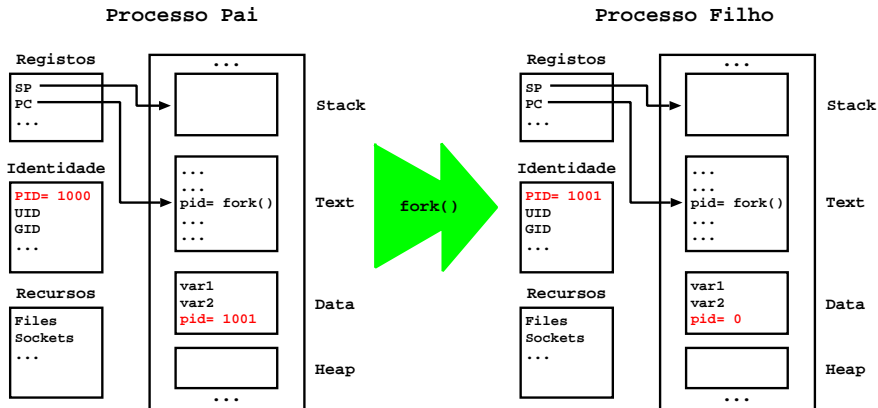 Processo Pai
Registos
SP
PC
...
Identidade
PID= 1000
UID
GID
...
Recursos
Files
Sockets
...
...
Stack
...
...
pid= fork()
...
...
Text
var1
var2
pid= 1001
Data
Heap
...
fork()
Processo Filho
Registos
SP
PC
...
Identidade
PID= 1001
UID
GID
...
Recursos
Files
Sockets
...
...
Stack
...
...
pid= fork()
...
...
Text
var1
var2
pid= 0
Data
Heap
...